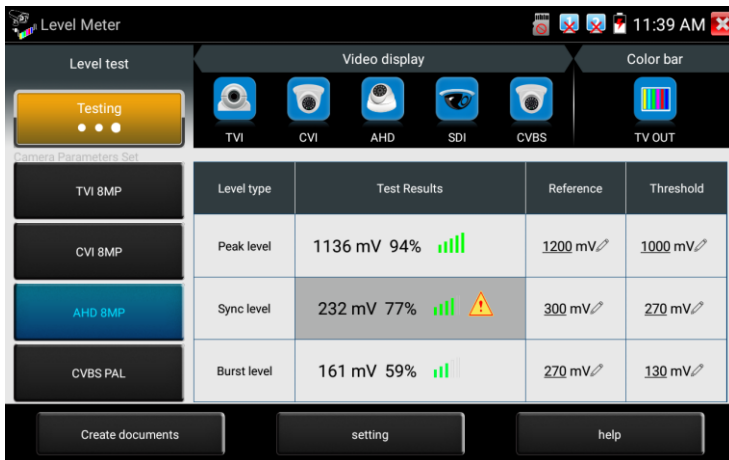 Level Meter
11:39 AM
Level test
Video display
Color bar
Testing
TVI
CVI
AHD
SDI
CVBS
TV OUT
Camera Parameters Set
TVI 8MP
CVI 8MP
AHD 8MP
CVBS PAL
Level type
Test Results
Reference
Threshold
Peak level
1136 mV 94%
1200 mV
1000 mV
Sync level
232 mV 77%
300 mV
270 mV
Burst level
161 mV 59%
270 mV
130 mV
Create documents
setting
help